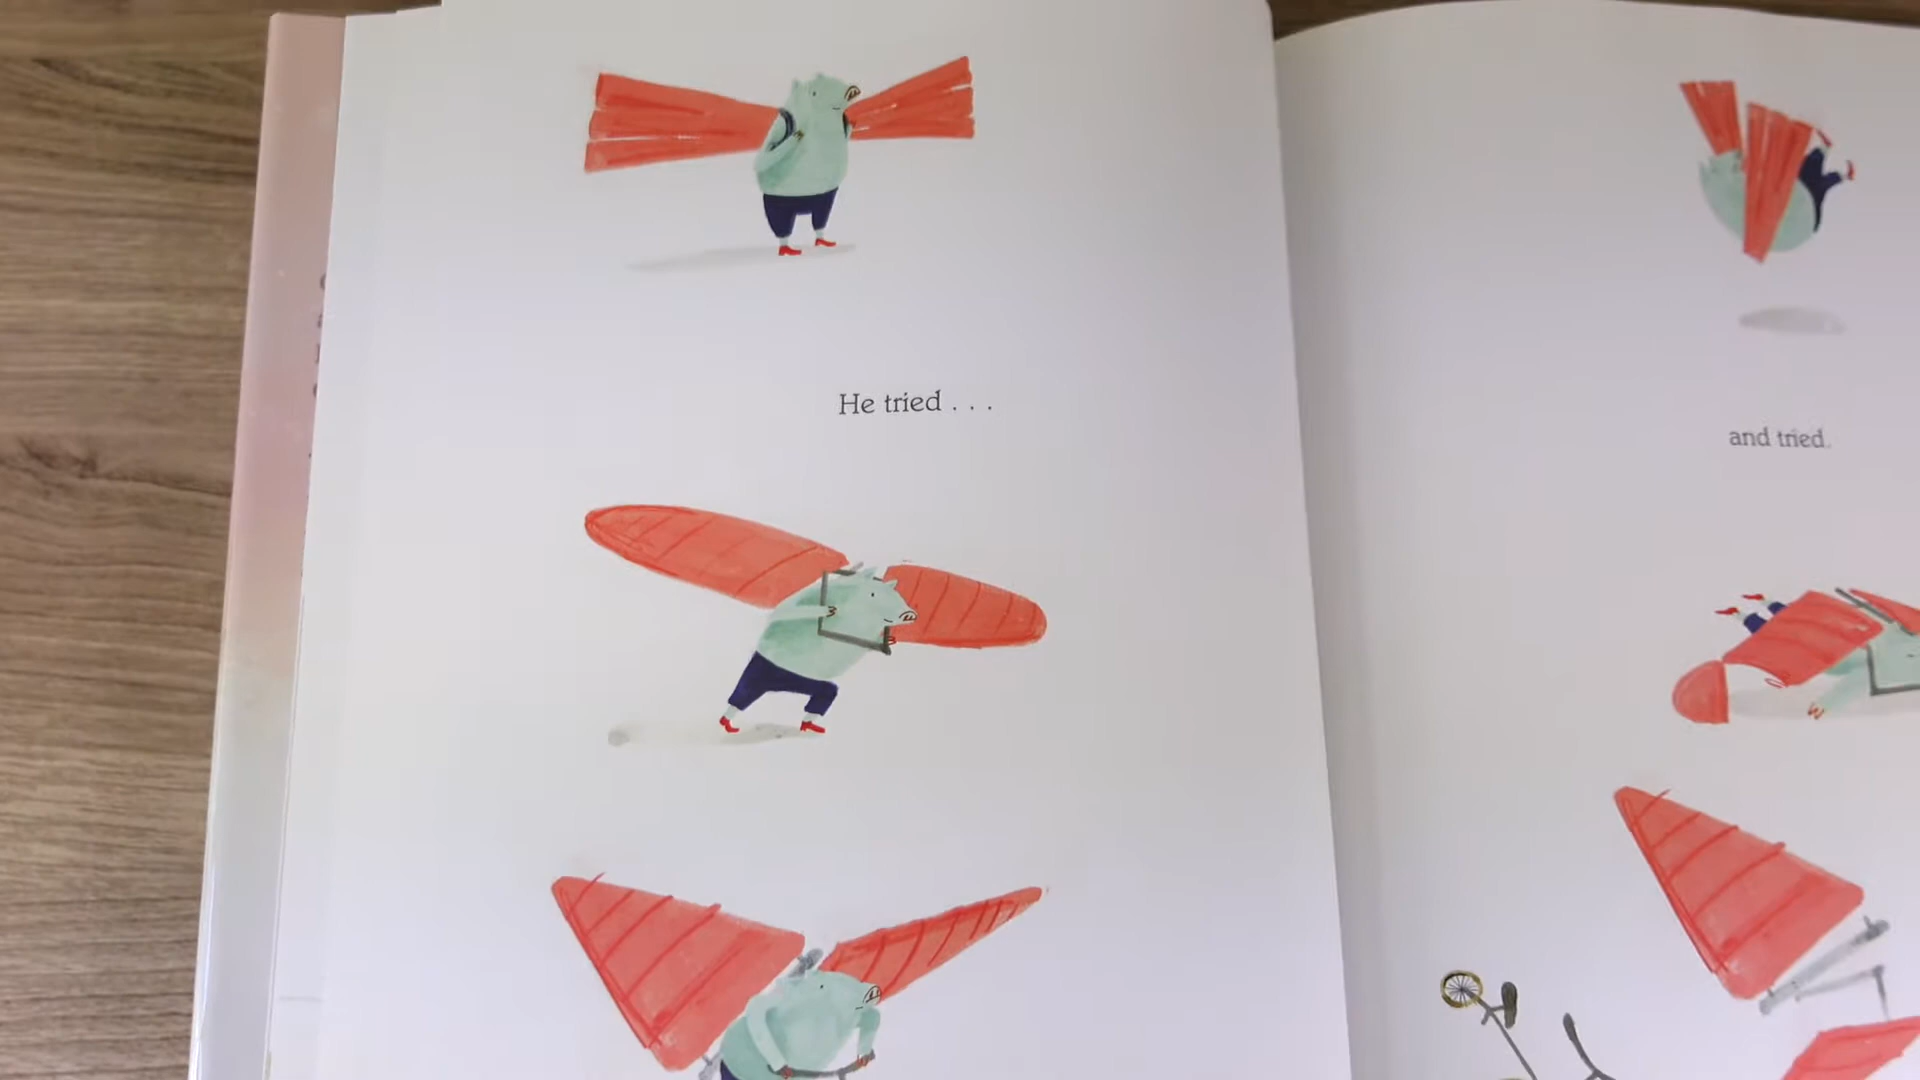 He tried . . .
and tried.